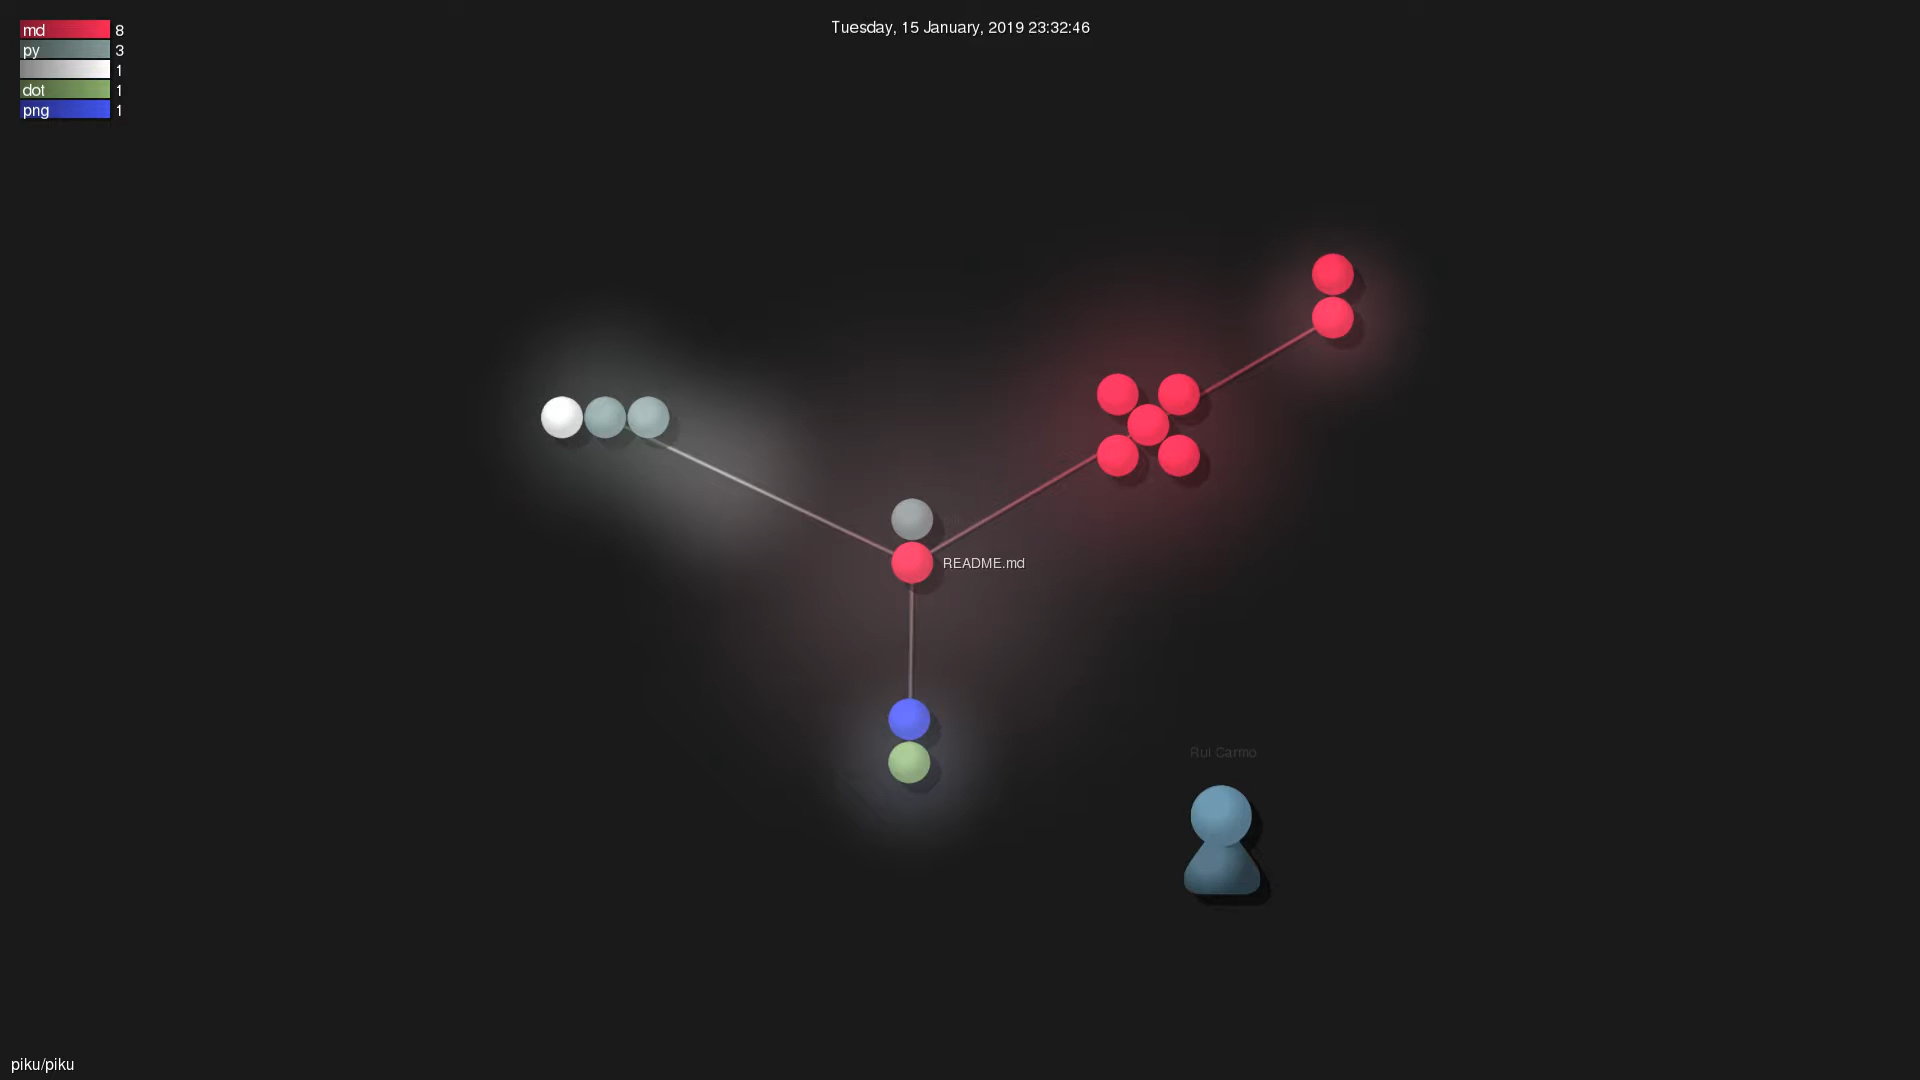 Tuesday, 15 January, 2019 23:32:46
md 8
py 3
1
dot 1
png 1
README.md
Rui Carmo
piku/piku